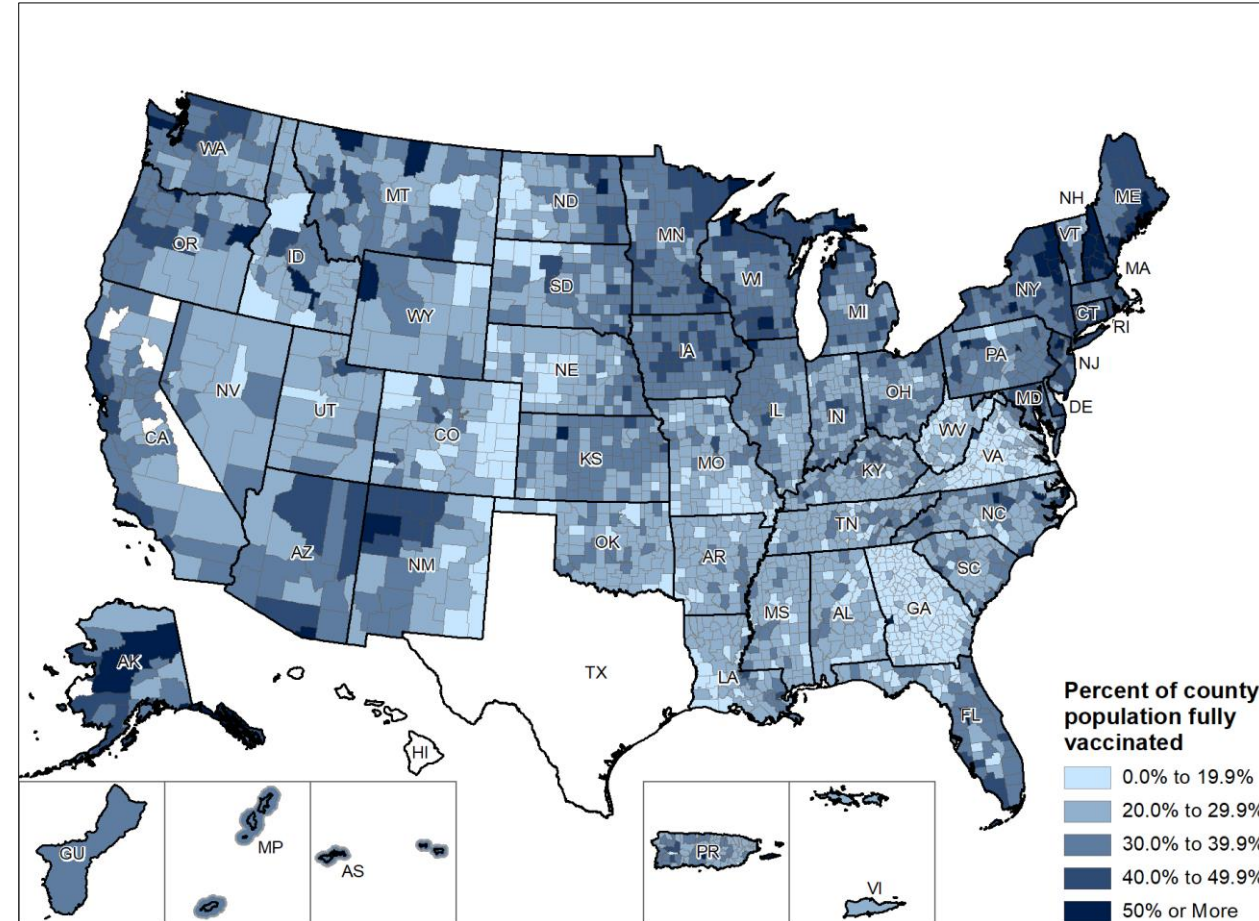 WA
MT
ND
MN
OR
ID
SD
WI
MI
NH
VT
ME
NY
MA
CT
RI
WY
IA
NE
PA
NJ
NV
UT
CO
IL
IN
OH
MD
DE
CA
KS
MO
WV
VA
KY
AZ
NM
OK
AR
TN
NC
SC
MS
AL
GA
LA
TX
FL
AK
HI
GU
MP
AS
PR
VI
Percent of county
population fully
vaccinated
0.0% to 19.9%
20.0% to 29.9%
30.0% to 39.9%
40.0% to 49.9%
50% or More